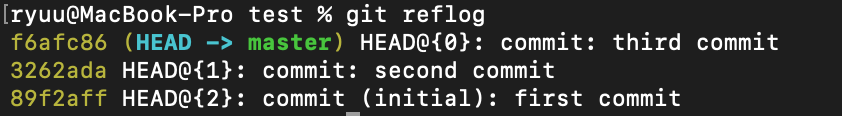 [ryuu@MacBook-Pro test % git reflog
f6afc86 (HEAD -> master) HEAD@{0}: commit: third commit
3262ada HEAD@{1}: commit: second commit
89f2aff HEAD@{2}: commit (initial): first commit